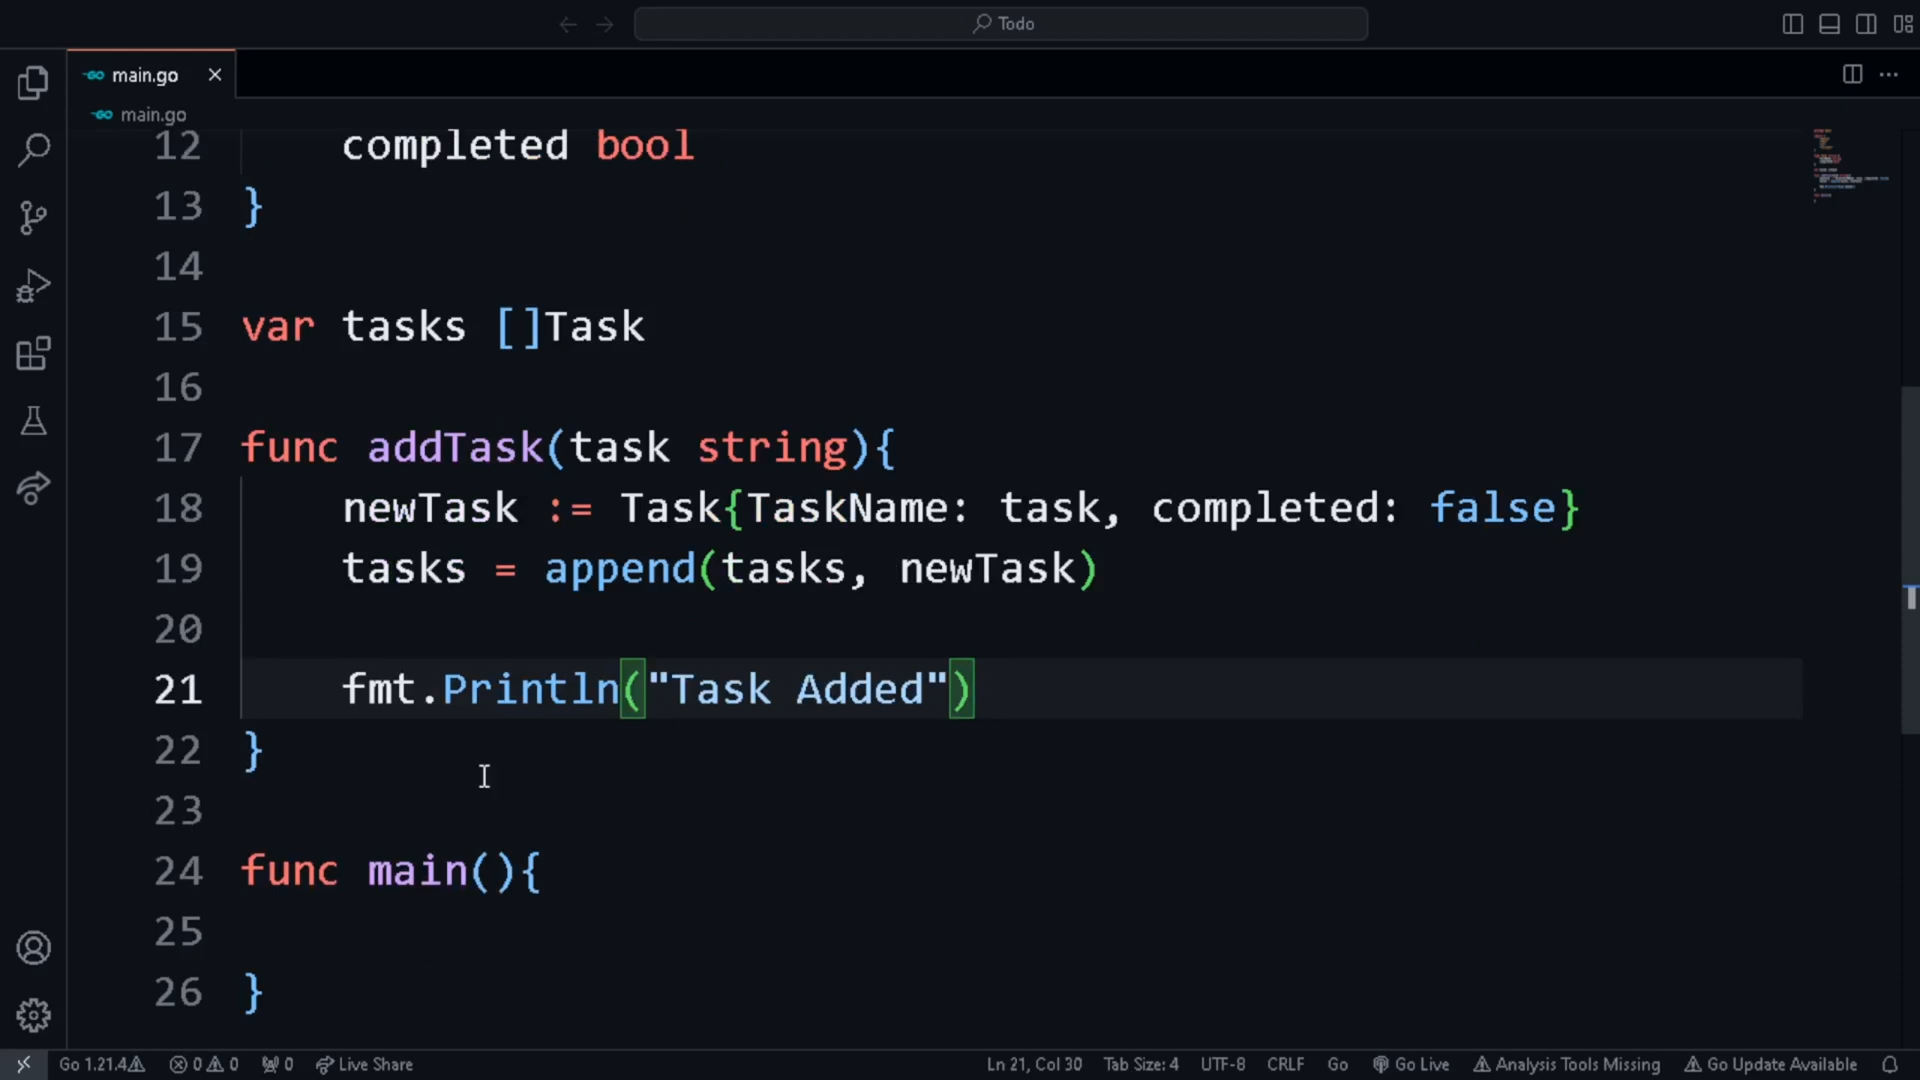 Todo
main.go
main.go
12 completed bool
13 }
14
15 var tasks []Task
16
17 func addTask(task string){
18 newTask := Task{TaskName: task, completed: false}
19 tasks = append(tasks, newTask)
20
21 fmt.Println("Task Added")
22 }
23
24 func main(){
25
26 }
Go 1.21.4 0 0 0 Live Share Ln 21, Col 30 Tab Size: 4 UTF-8 CRLF Go Go Live Analysis Tools Missing Go Update Available